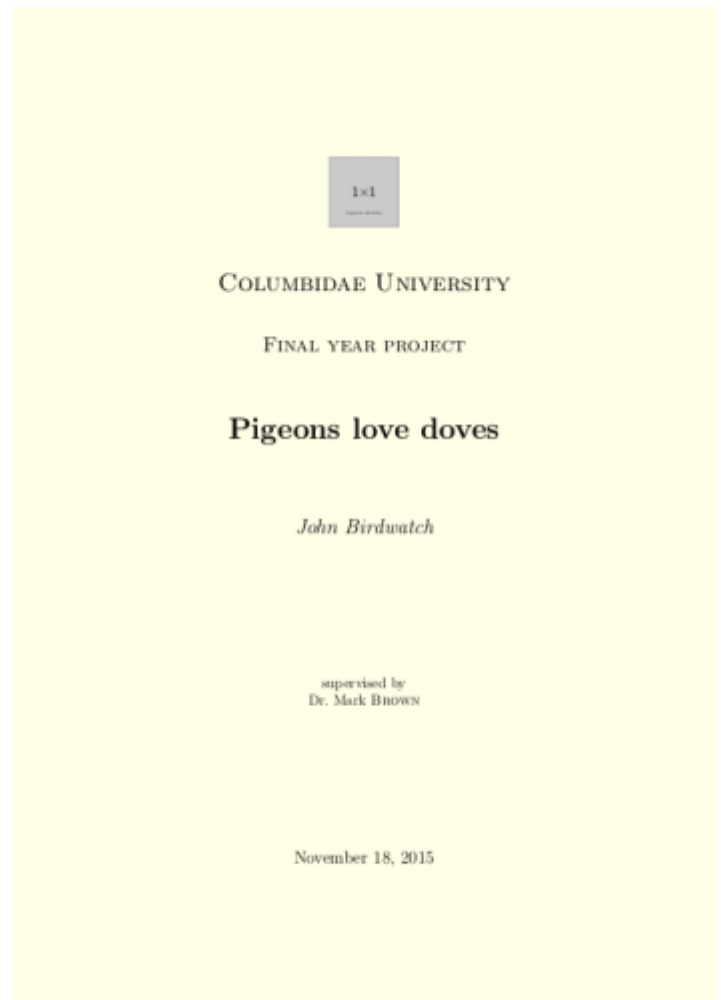 1×1
COLUMBIDAE UNIVERSITY
FINAL YEAR PROJECT
Pigeons love doves
John Birdwatch
supervised by
Dr. Mark BROWN
November 18, 2015